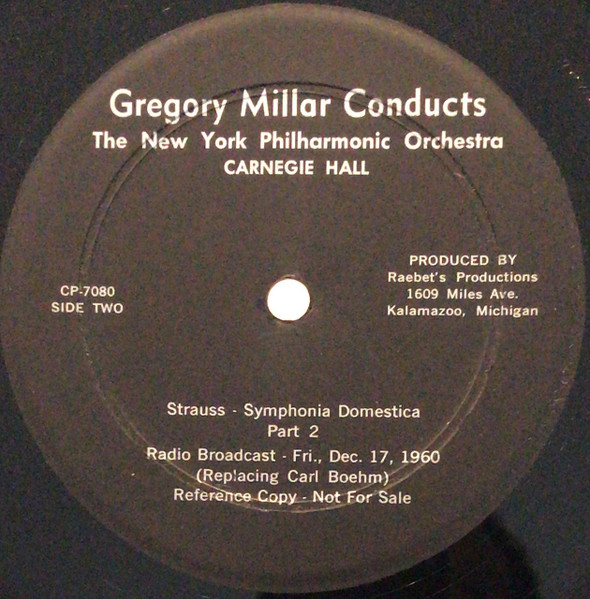 Gregory Millar Conducts
The New York Philharmonic Orchestra
CARNEGIE HALL
CP-7080
SIDE TWO
PRODUCED BY
Raebet's Productions
1609 Miles Ave.
Kalamazoo, Michigan
Strauss - Symphonia Domestica
Part 2
Radio Broadcast - Fri., Dec. 17, 1960
(Replacing Carl Boehm)
Reference Copy - Not For Sale